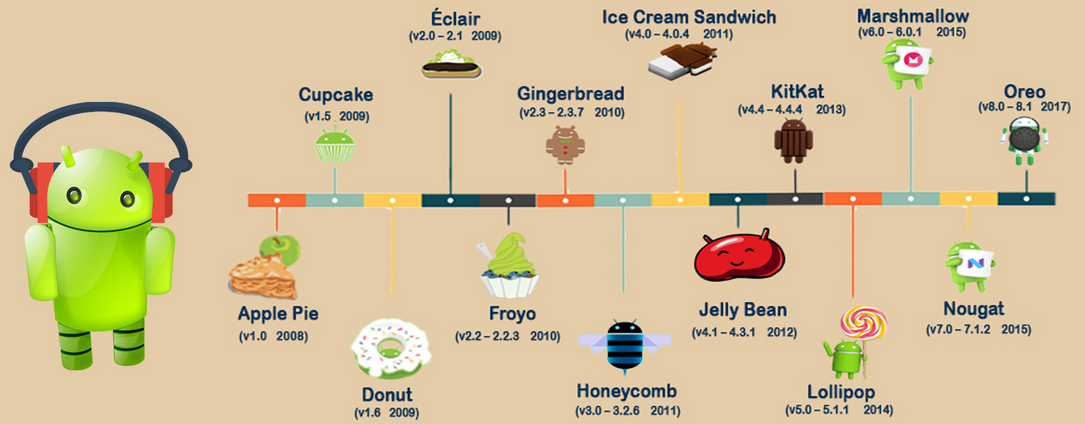 Apple Pie
(v1.0 2008)
Cupcake
(v1.5 2009)
Donut
(v1.6 2009)
Éclair
(v2.0 – 2.1 2009)
Froyo
(v2.2 – 2.2.3 2010)
Gingerbread
(v2.3 – 2.3.7 2010)
Honeycomb
(v3.0 – 3.2.6 2011)
Ice Cream Sandwich
(v4.0 – 4.0.4 2011)
Jelly Bean
(v4.1 – 4.3.1 2012)
KitKat
(v4.4 – 4.4.4 2013)
Lollipop
(v5.0 – 5.1.1 2014)
Marshmallow
(v6.0 – 6.0.1 2015)
M
Nougat
(v7.0 – 7.1.2 2015)
N
Oreo
(v8.0 – 8.1 2017)